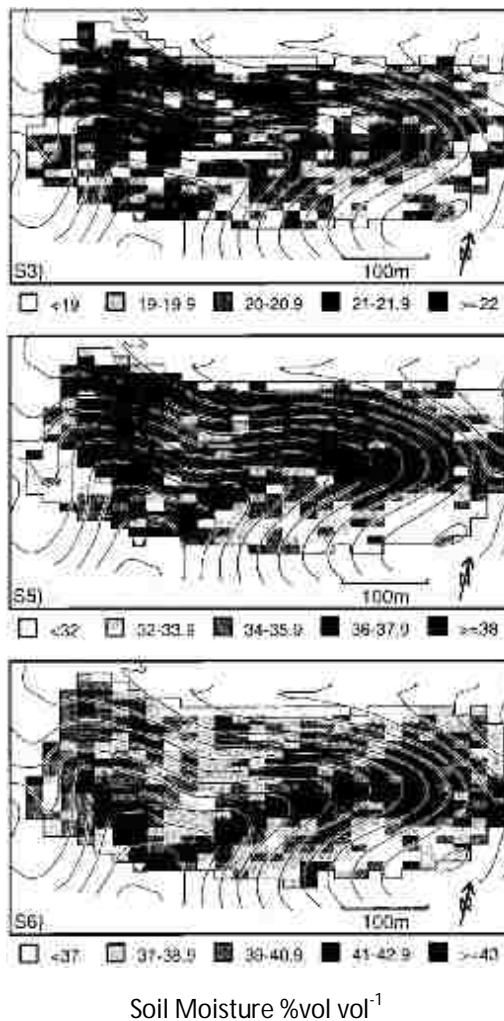 S3)
100m
<19 19-19.9 20-20.9 21-21.9 >=22
S5)
100m
<32 32-33.9 34-35.9 36-37.9 >=38
S6)
100m
<37 37-38.9 39-40.9 41-42.9 >=43
Soil Moisture %vol vol-1